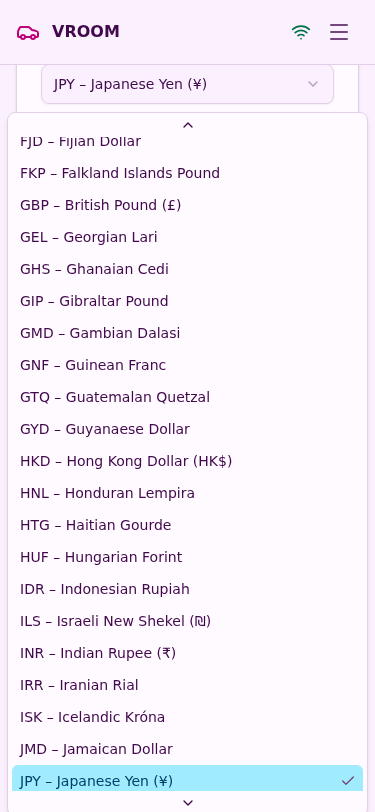 VROOM
JPY – Japanese Yen (¥)
FJD – Fijian Dollar
FKP – Falkland Islands Pound
GBP – British Pound (£)
GEL – Georgian Lari
GHS – Ghanaian Cedi
GIP – Gibraltar Pound
GMD – Gambian Dalasi
GNF – Guinean Franc
GTQ – Guatemalan Quetzal
GYD – Guyanaese Dollar
HKD – Hong Kong Dollar (HK$)
HNL – Honduran Lempira
HTG – Haitian Gourde
HUF – Hungarian Forint
IDR – Indonesian Rupiah
ILS – Israeli New Shekel (₪)
INR – Indian Rupee (₹)
IRR – Iranian Rial
ISK – Icelandic Króna
JMD – Jamaican Dollar
JPY – Japanese Yen (¥)